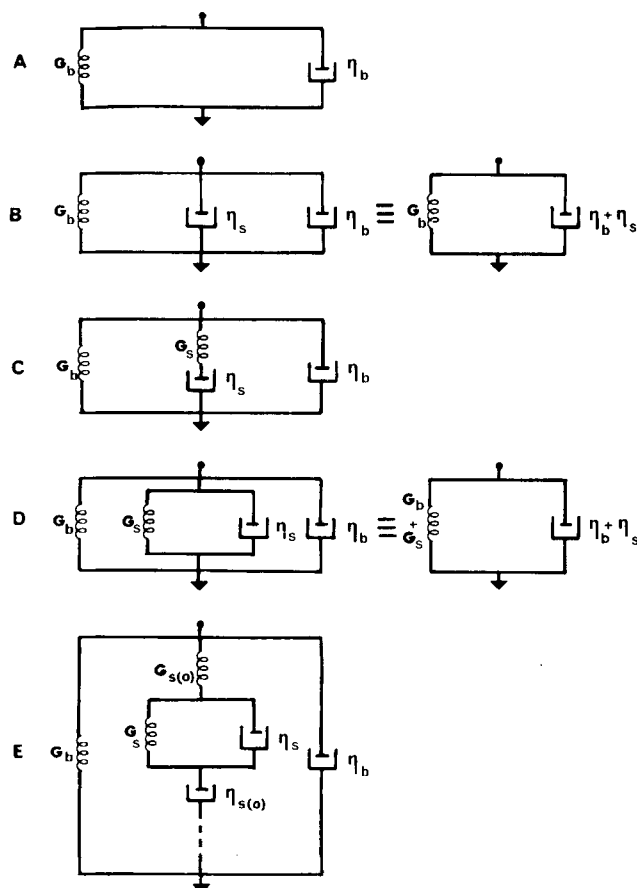 A G_b η_b
B G_b η_s η_b ≡ G_b η_b + η_s
C G_b G_s η_s η_b
D G_b G_s η_s η_b ≡ G_b + G_s η_b + η_s
G_s(o)
E G_b G_s η_s η_b
η_s(o)